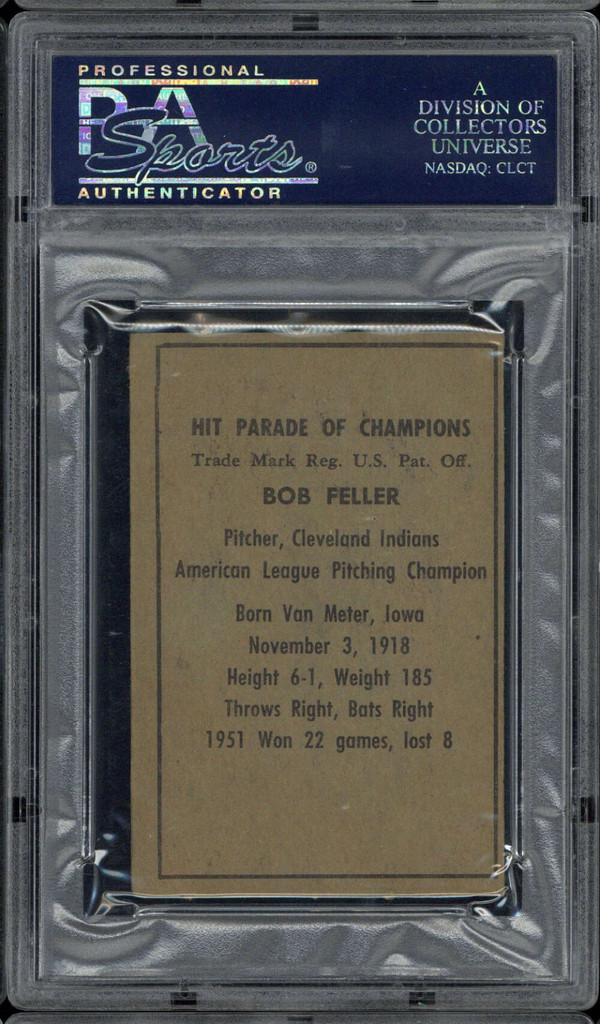 PROFESSIONAL
PSA
Sports®
AUTHENTICATOR
A
DIVISION OF
COLLECTORS
UNIVERSE
NASDAQ: CLCT
HIT PARADE OF CHAMPIONS
Trade Mark Reg. U.S. Pat. Off.
BOB FELLER
Pitcher, Cleveland Indians
American League Pitching Champion
Born Van Meter, Iowa
November 3, 1918
Height 6-1, Weight 185
Throws Right, Bats Right
1951 Won 22 games, lost 8